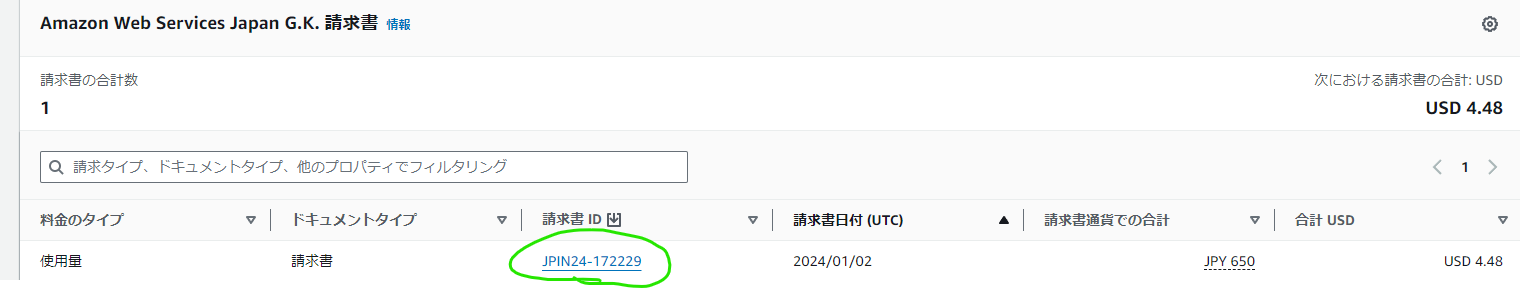 Amazon Web Services Japan G.K. 請求書 情報
請求書の合計数
次における請求書の合計: USD
1
USD 4.48
請求タイプ、ドキュメントタイプ、他のプロパティでフィルタリング
1
料金のタイプ ドキュメントタイプ 請求書 ID 請求書日付 (UTC) 請求書通貨での合計 合計 USD
使用量 請求書 JPIN24-172229 2024/01/02 JPY 650 USD 4.48